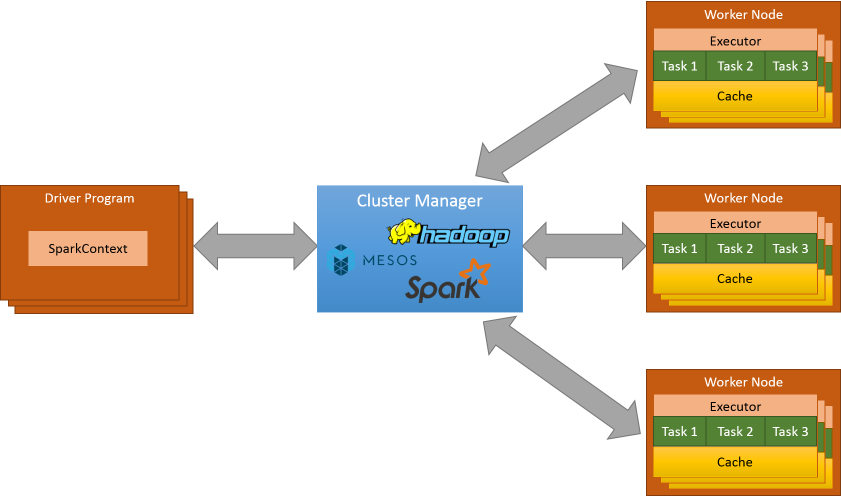 Driver Program
SparkContext
Cluster Manager
hadoop
MESOS
Spark
Worker Node
Executor
Task 1 Task 2 Task 3
Cache
Worker Node
Executor
Task 1 Task 2 Task 3
Cache
Worker Node
Executor
Task 1 Task 2 Task 3
Cache